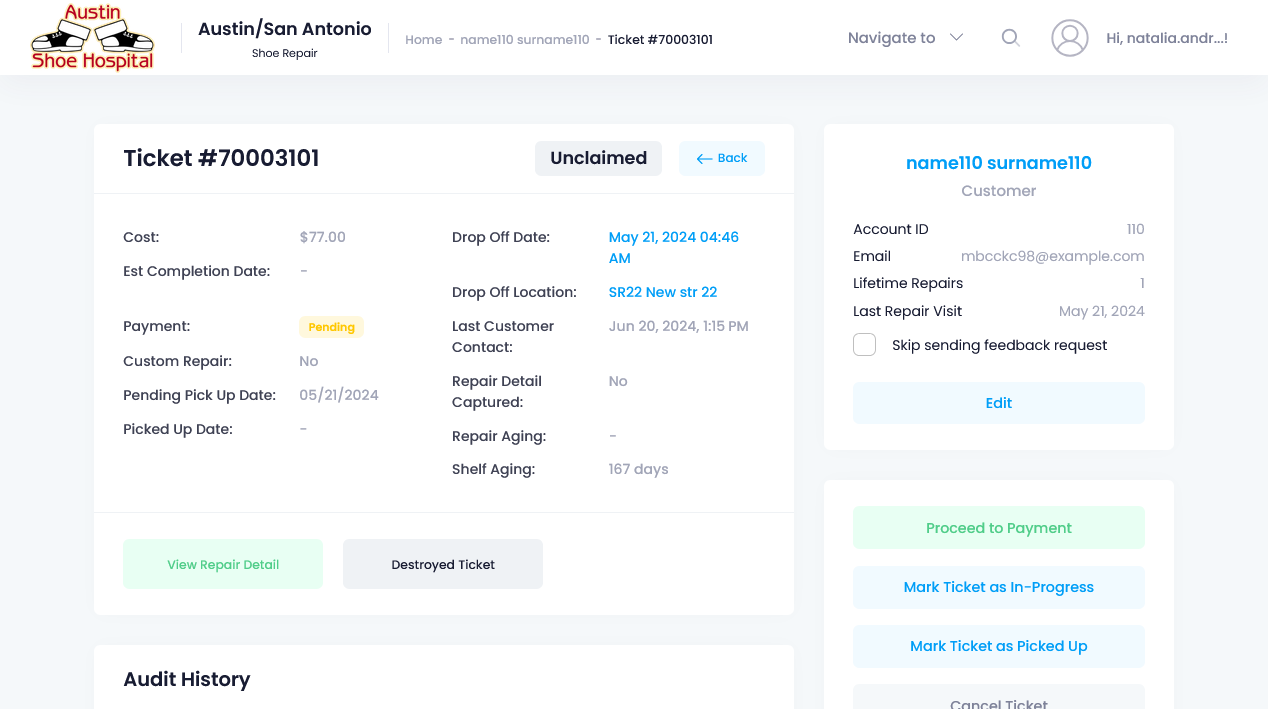 Austin
Shoe Hospital
Austin/San Antonio
Shoe Repair
Home - name110 surname110 - Ticket #70003101
Navigate to
Hi, natalia.andr...!
Ticket #70003101
Unclaimed
Back
Cost: $77.00
Est Completion Date: -
Payment: Pending
Custom Repair: No
Pending Pick Up Date: 05/21/2024
Picked Up Date: -
Drop Off Date: May 21, 2024 04:46
AM
Drop Off Location: SR22 New str 22
Last Customer Jun 20, 2024, 1:15 PM
Contact:
Repair Detail No
Captured:
Repair Aging: -
Shelf Aging: 167 days
View Repair Detail
Destroyed Ticket
Audit History
name110 surname110
Customer
Account ID 110
Email mbcckc98@example.com
Lifetime Repairs 1
Last Repair Visit May 21, 2024
Skip sending feedback request
Edit
Proceed to Payment
Mark Ticket as In-Progress
Mark Ticket as Picked Up
Cancel Ticket